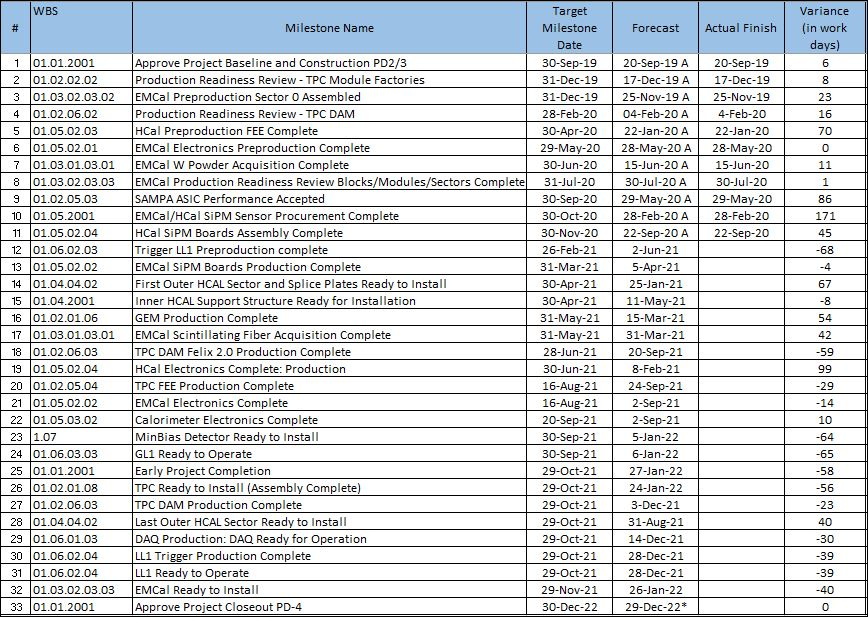 # WBS Milestone Name Target Milestone Date Forecast Actual Finish Variance (in work days)
1 01.01.2001 Approve Project Baseline and Construction PD2/3 30-Sep-19 20-Sep-19 A 20-Sep-19 6
2 01.02.02.02 Production Readiness Review - TPC Module Factories 31-Dec-19 17-Dec-19 A 17-Dec-19 8
3 01.03.02.03.02 EMCal Preproduction Sector 0 Assembled 31-Dec-19 25-Nov-19 A 25-Nov-19 23
4 01.02.06.02 Production Readiness Review - TPC DAM 28-Feb-20 04-Feb-20 A 4-Feb-20 16
5 01.05.02.03 HCal Preproduction FEE Complete 30-Apr-20 22-Jan-20 A 22-Jan-20 70
6 01.05.02.01 EMCal Electronics Preproduction Complete 29-May-20 28-May-20 A 28-May-20 0
7 01.03.01.03.01 EMCal W Powder Acquisition Complete 30-Jun-20 15-Jun-20 A 15-Jun-20 11
8 01.03.02.03.03 EMCal Production Readiness Review Blocks/Modules/Sectors Complete 31-Jul-20 30-Jul-20 A 30-Jul-20 1
9 01.02.05.03 SAMPA ASIC Performance Accepted 30-Sep-20 29-May-20 A 29-May-20 86
10 01.05.2001 EMCal/HCal SiPM Sensor Procurement Complete 30-Oct-20 28-Feb-20 A 28-Feb-20 171
11 01.05.02.04 HCal SiPM Boards Assembly Complete 30-Nov-20 22-Sep-20 A 22-Sep-20 45
12 01.06.02.03 Trigger LL1 Preproduction complete 26-Feb-21 2-Jun-21 -68
13 01.05.02.02 EMCal SiPM Boards Production Complete 31-Mar-21 5-Apr-21 -4
14 01.04.04.02 First Outer HCAL Sector and Splice Plates Ready to Install 30-Apr-21 25-Jan-21 67
15 01.04.2001 Inner HCAL Support Structure Ready for Installation 30-Apr-21 11-May-21 -8
16 01.02.01.06 GEM Production Complete 31-May-21 15-Mar-21 54
17 01.03.01.03.01 EMCal Scintillating Fiber Acquisition Complete 31-May-21 31-Mar-21 42
18 01.02.06.03 TPC DAM Felix 2.0 Production Complete 28-Jun-21 20-Sep-21 -59
19 01.05.02.04 HCal Electronics Complete: Production 30-Jun-21 8-Feb-21 99
20 01.02.05.04 TPC FEE Production Complete 16-Aug-21 24-Sep-21 -29
21 01.05.02.02 EMCal Electronics Complete 16-Aug-21 2-Sep-21 -14
22 01.05.03.02 Calorimeter Electronics Complete 20-Sep-21 2-Sep-21 10
23 1.07 MinBias Detector Ready to Install 30-Sep-21 5-Jan-22 -64
24 01.06.03.03 GL1 Ready to Operate 30-Sep-21 6-Jan-22 -65
25 01.01.2001 Early Project Completion 29-Oct-21 27-Jan-22 -58
26 01.02.01.08 TPC Ready to Install (Assembly Complete) 29-Oct-21 24-Jan-22 -56
27 01.02.06.03 TPC DAM Production Complete 29-Oct-21 3-Dec-21 -23
28 01.04.04.02 Last Outer HCAL Sector Ready to Install 29-Oct-21 31-Aug-21 40
29 01.06.01.03 DAQ Production: DAQ Ready for Operation 29-Oct-21 14-Dec-21 -30
30 01.06.02.04 LL1 Trigger Production Complete 29-Oct-21 28-Dec-21 -39
31 01.06.02.04 LL1 Ready to Operate 29-Oct-21 28-Dec-21 -39
32 01.03.02.03.03 EMCal Ready to Install 29-Nov-21 26-Jan-22 -40
33 01.01.2001 Approve Project Closeout PD-4 30-Dec-22 29-Dec-22* 0